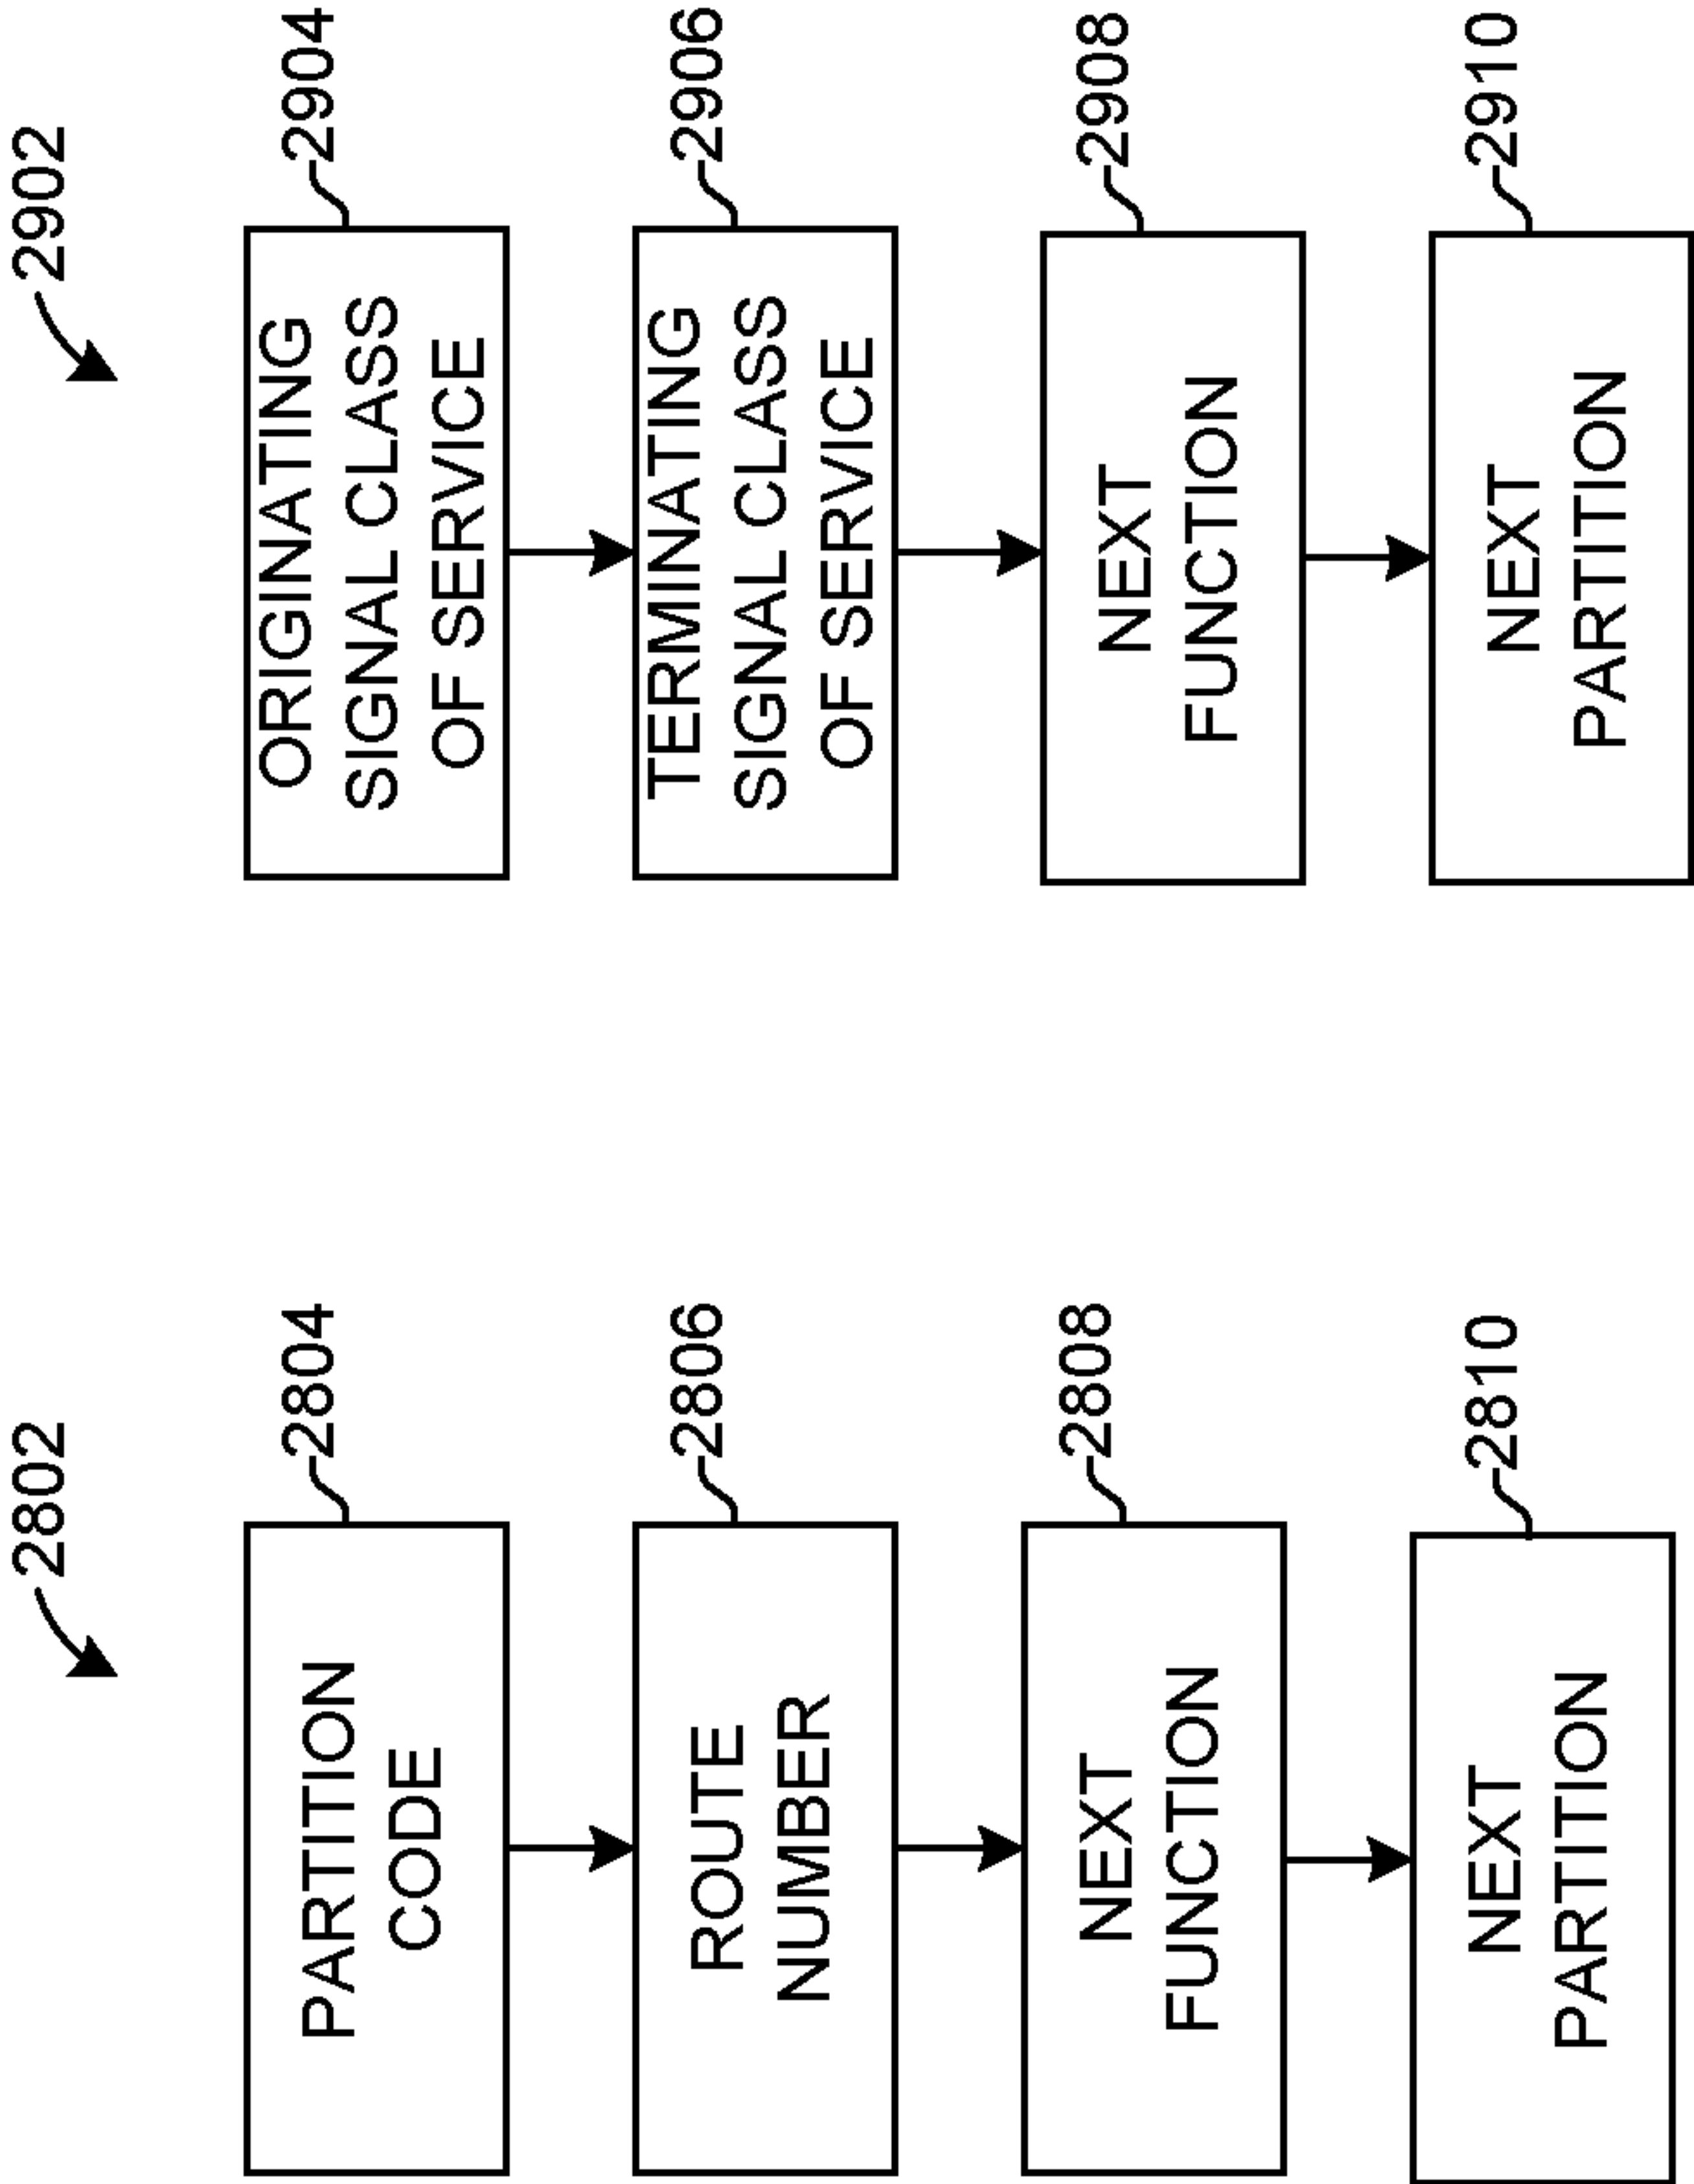 2802
PARTITION
CODE
2804
ROUTE
NUMBER
2806
NEXT
FUNCTION
2808
NEXT
PARTITION
2810
2902
ORIGINATING
SIGNAL CLASS
OF SERVICE
2904
TERMINATING
SIGNAL CLASS
OF SERVICE
2906
NEXT
FUNCTION
2908
NEXT
PARTITION
2910